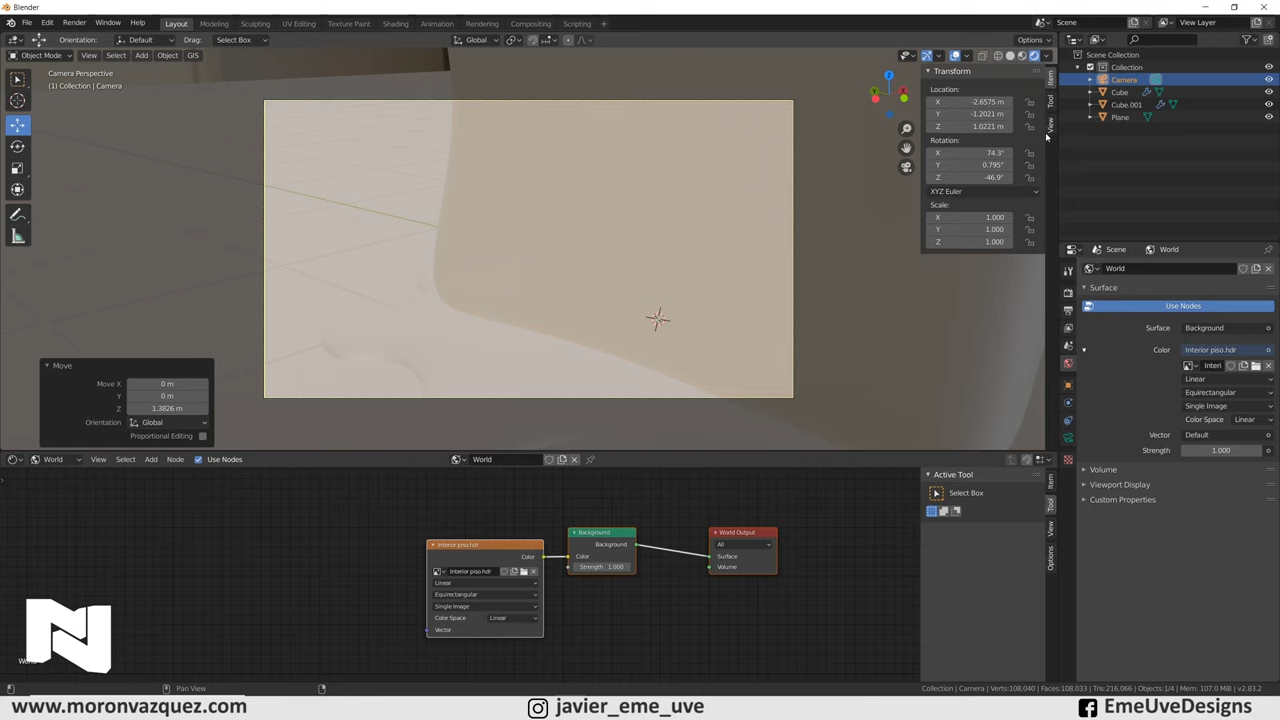 Blender
File Edit Render Window Help Layout Modeling Sculpting UV Editing Texture Paint Shading Animation Rendering Compositing Scripting + Scene View Layer
Orientation: Default Drag: Select Box Global Options
Object Mode View Select Add Object GIS
Camera Perspective
(1) Collection | Camera
Z
Y
X
Transform
Location:
X -2.6575 m
Y -1.2021 m
Z 1.0221 m
Rotation:
X 74.3°
Y 0.795°
Z -46.9°
XYZ Euler
Scale:
X 1.000
Y 1.000
Z 1.000
Item
Tool
View
Scene Collection
Collection
Camera
Cube
Cube.001
Plane
Scene World
World
Surface
Use Nodes
Surface Background
Color Interior piso.hdr
Interi
Linear
Equirectangular
Single Image
Color Space Linear
Vector Default
Strength 1.000
Volume
Viewport Display
Custom Properties
Move
Move X 0 m
Y 0 m
Z 1.3826 m
Orientation Global
Proportional Editing
World View Select Add Node Use Nodes World
Active Tool
Select Box
Item
Tool
View
Options
Interior piso.hdr
Color
Interior piso.hdr
Linear
Equirectangular
Single Image
Color Space Linear
Vector
Background
Background
Color
Strength 1.000
World Output
All
Surface
Volume
N
Pan View
Collection | Camera | Verts:108,040 | Faces:108,033 | Tris:216,066 | Objects:1/4 | Mem: 107.0 MiB | v2.83.2
www.moronvazquez.com javier_eme_uve EmeUveDesigns